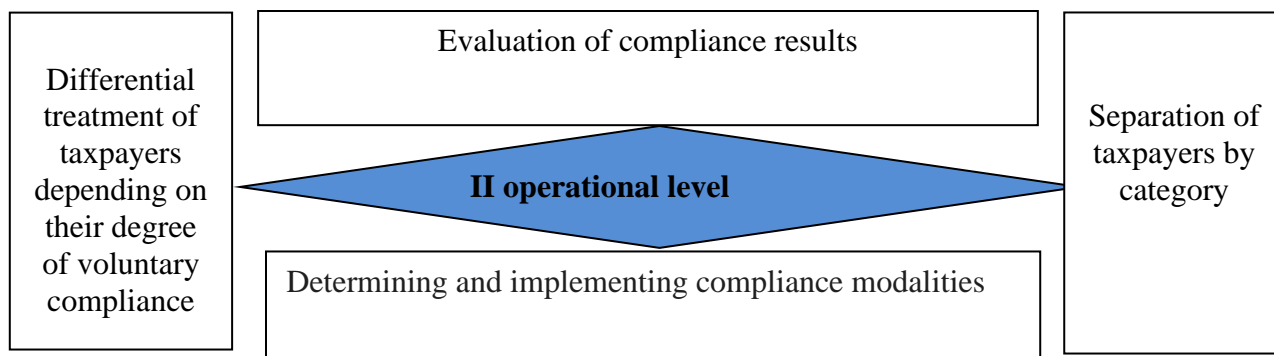 Differential
treatment of
taxpayers
depending on
their degree
of voluntary
compliance
Evaluation of compliance results
II operational level
Determining and implementing compliance modalities
Separation of
taxpayers by
category